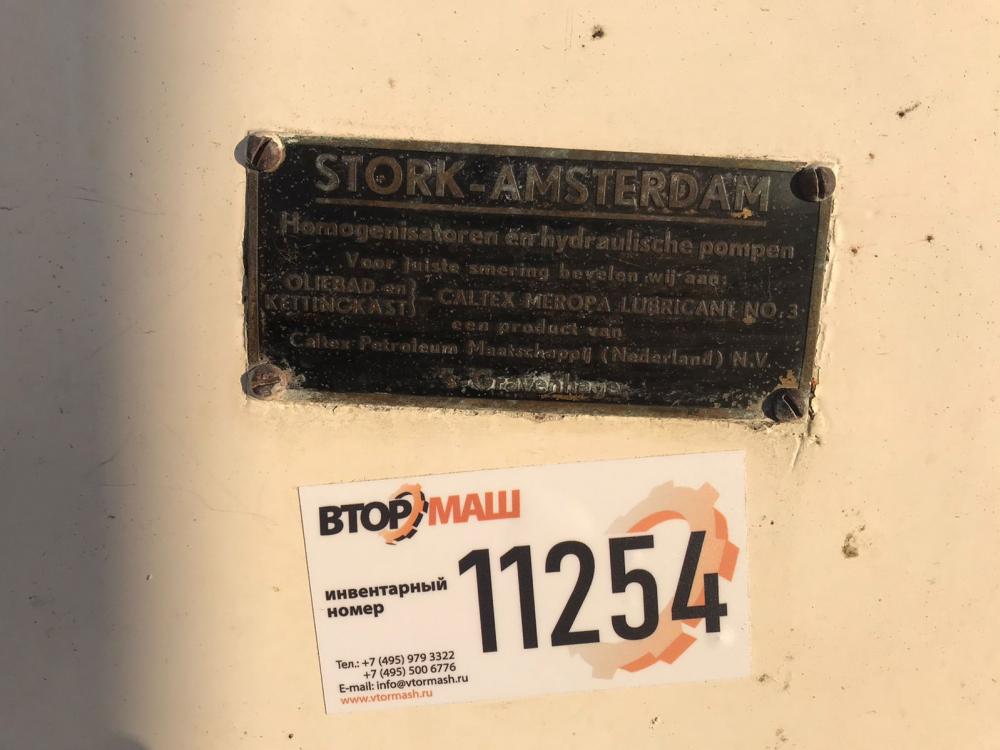 STORK-AMSTERDAM
Homogenisatoren en hydraulische pompen
Voor juiste smering bevelen wij aan:
OLIEBAD en
KETTINGKAST } – CALTEX MEROPA LUBRICANT NO. 3
een product van
Caltex Petroleum Maatschappij (Nederland) N.V.
's-Gravenhage
ВТОРМАШ
инвентарный
номер
11254
Тел.: +7 (495) 979 3322
+7 (495) 500 6776
E-mail: info@vtormash.ru
www.vtormash.ru